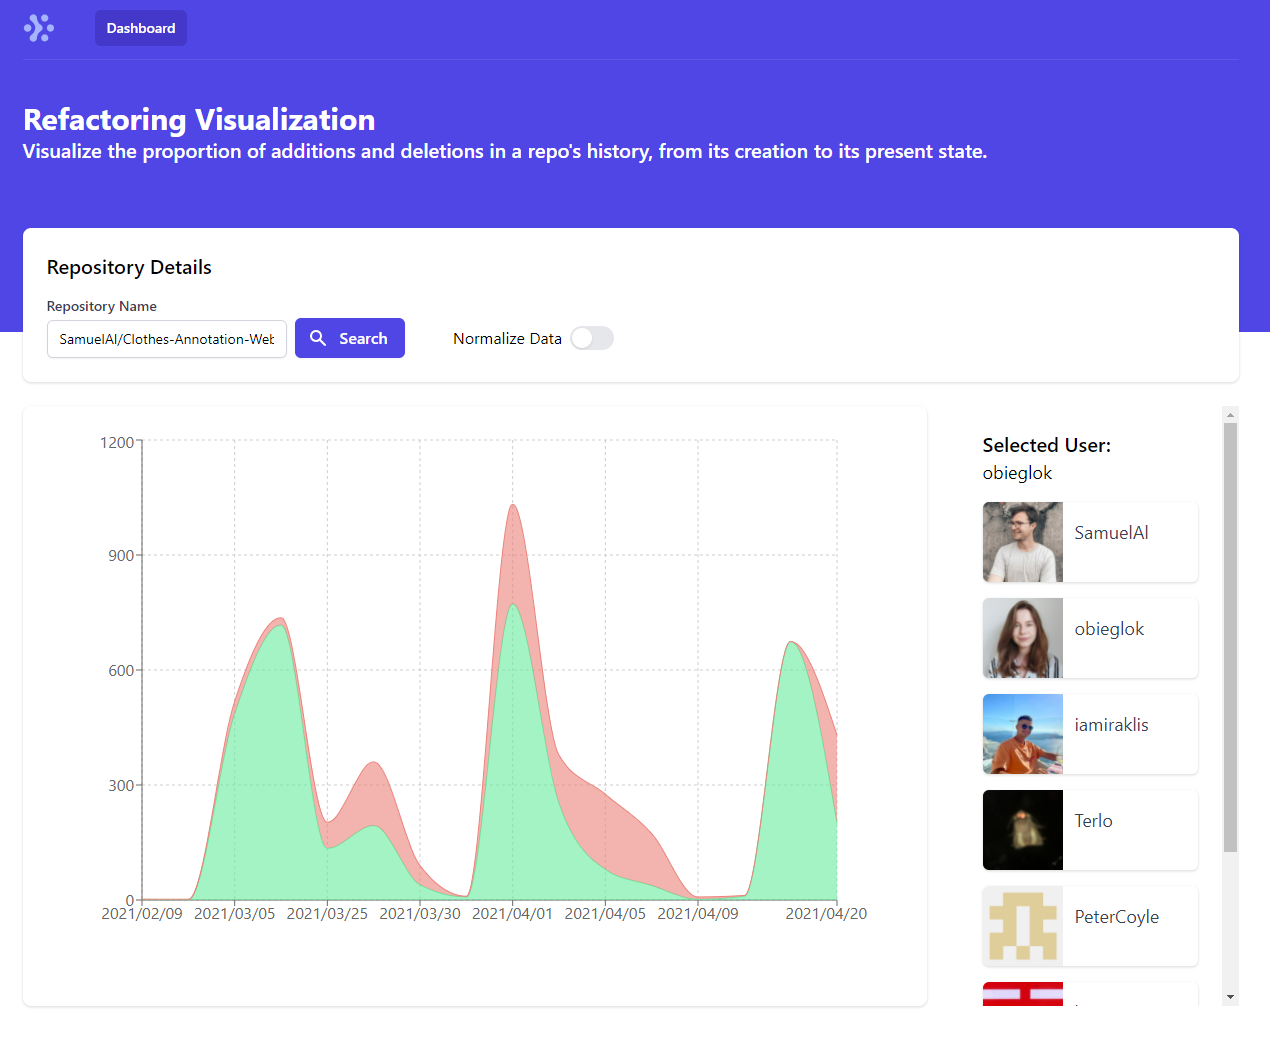 Dashboard
Refactoring Visualization
Visualize the proportion of additions and deletions in a repo's history, from its creation to its present state.
Repository Details
Repository Name
SamuelAl/Clothes-Annotation-Web
Search
Normalize Data
1200
900
600
300
0
2021/02/09 2021/03/05 2021/03/25 2021/03/30 2021/04/01 2021/04/05 2021/04/09 2021/04/20
Selected User:
obieglok
SamuelAl
obieglok
iamiraklis
Terlo
PeterCoyle